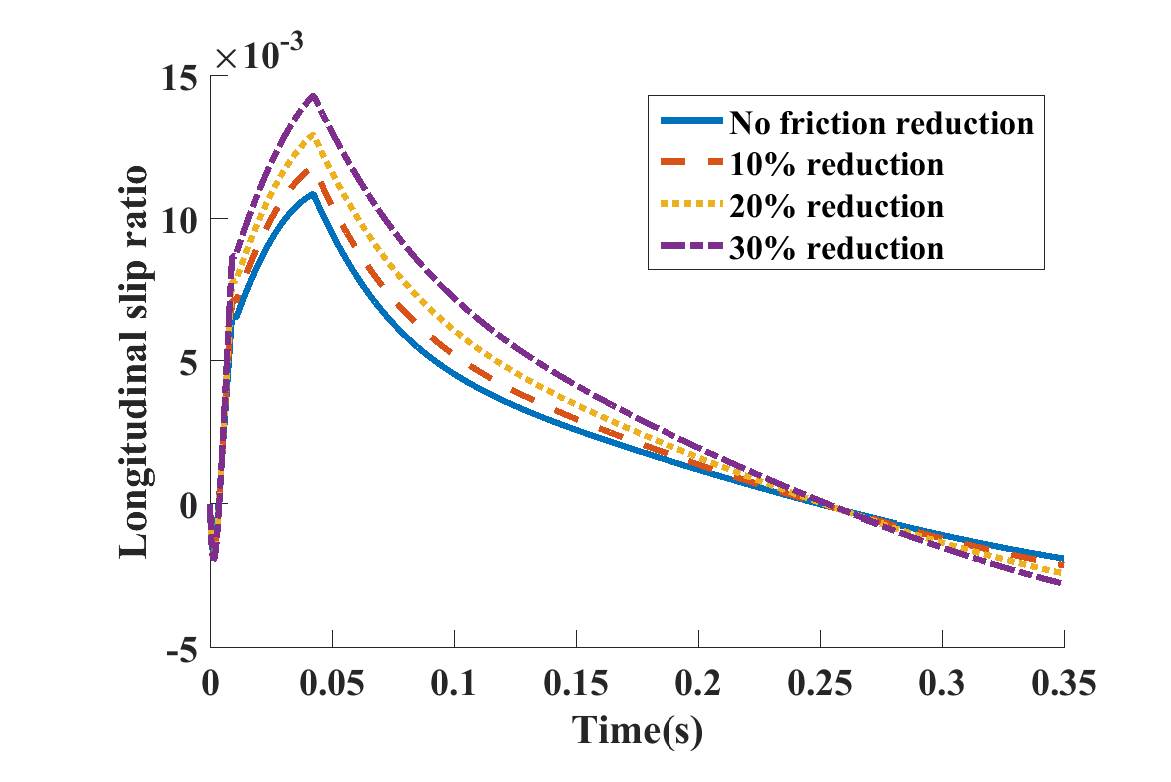 ×10-3
15
10
5
0
-5
Longitudinal slip ratio
No friction reduction
10% reduction
20% reduction
30% reduction
0 0.05 0.1 0.15 0.2 0.25 0.3 0.35
Time(s)